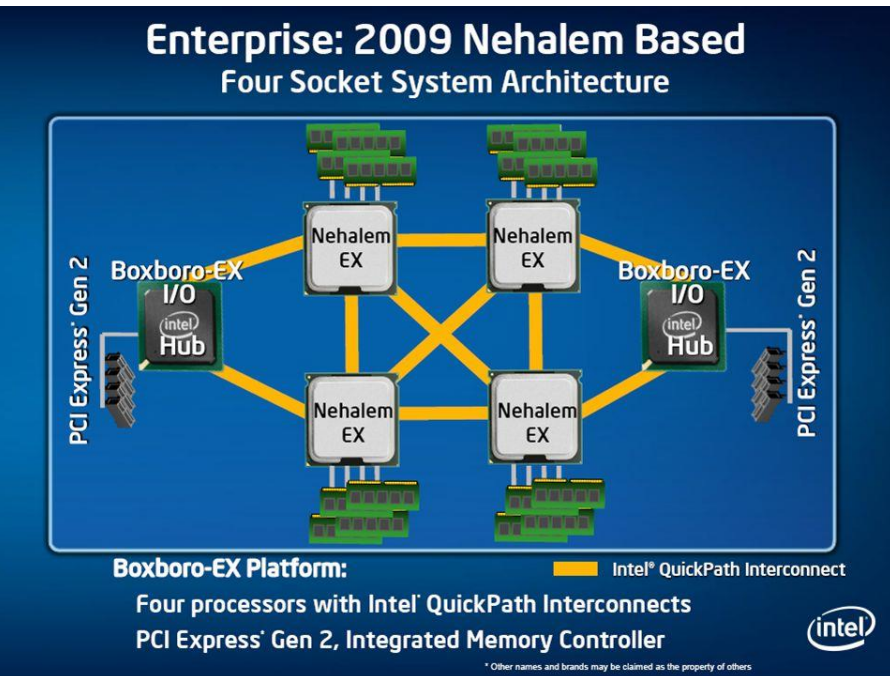 Enterprise: 2009 Nehalem Based
Four Socket System Architecture
Nehalem
EX
Nehalem
EX
PCI Express* Gen 2
Boxboro-EX
I/O
intel
Hub
Boxboro-EX
I/O
intel
Hub
PCI Express* Gen 2
Nehalem
EX
Nehalem
EX
Boxboro-EX Platform:
Intel® QuickPath Interconnect
Four processors with Intel* QuickPath Interconnects
PCI Express* Gen 2, Integrated Memory Controller
intel
* Other names and brands may be claimed as the property of others